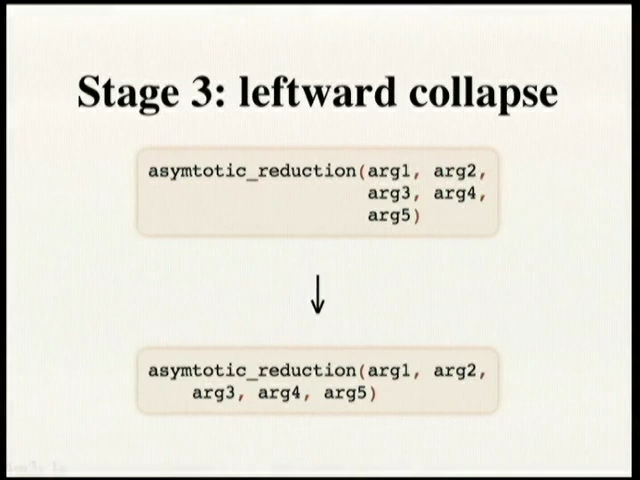 Stage 3: leftward collapse
asymtotic_reduction(arg1, arg2,
arg3, arg4,
arg5)
asymtotic_reduction(arg1, arg2,
arg3, arg4, arg5)